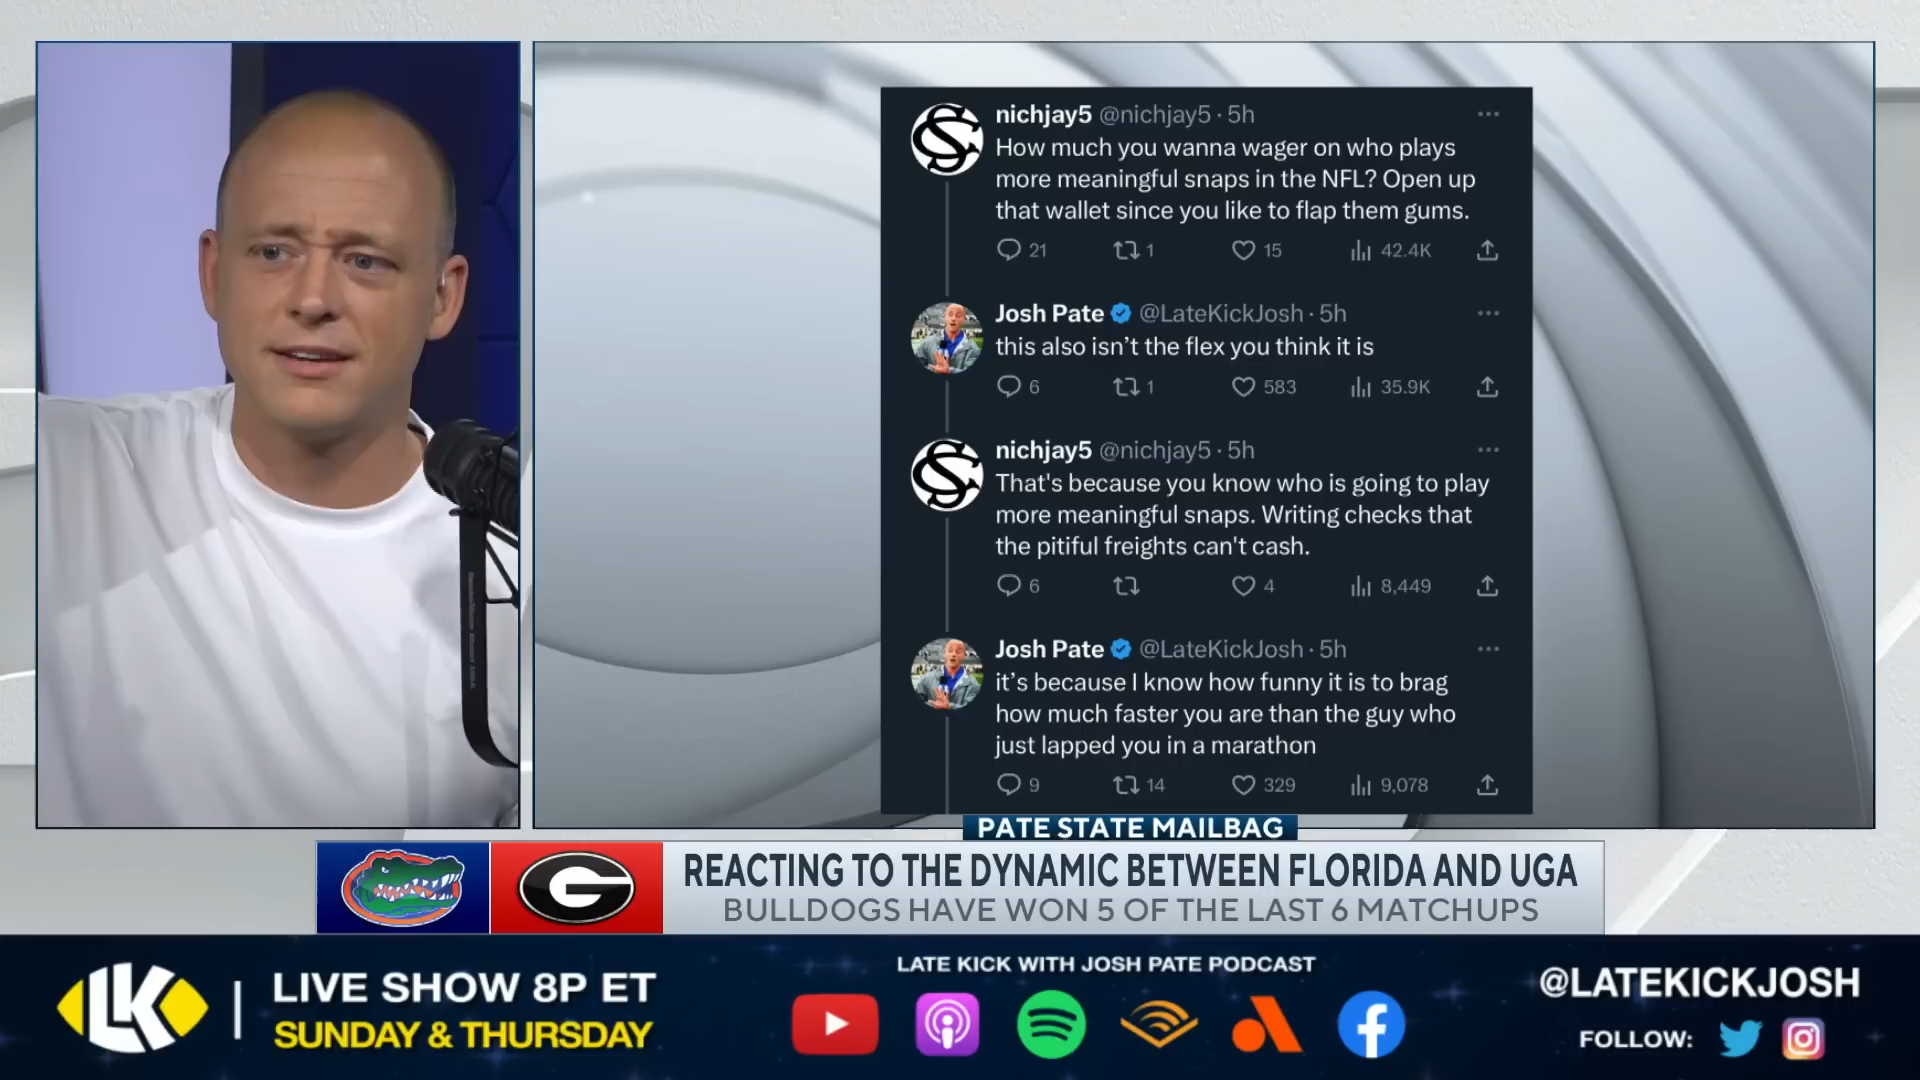 nichjay5 @nichjay5 · 5h
How much you wanna wager on who plays
more meaningful snaps in the NFL? Open up
that wallet since you like to flap them gums.
21 1 15 42.4K
Josh Pate @LateKickJosh · 5h
this also isn't the flex you think it is
6 1 583 35.9K
nichjay5 @nichjay5 · 5h
That's because you know who is going to play
more meaningful snaps. Writing checks that
the pitiful freights can't cash.
6 4 8,449
Josh Pate @LateKickJosh · 5h
it's because I know how funny it is to brag
how much faster you are than the guy who
just lapped you in a marathon
9 14 329 9,078
PATE STATE MAILBAG
G
REACTING TO THE DYNAMIC BETWEEN FLORIDA AND UGA
BULLDOGS HAVE WON 5 OF THE LAST 6 MATCHUPS
LK
LIVE SHOW 8P ET
SUNDAY & THURSDAY
LATE KICK WITH JOSH PATE PODCAST
@LATEKICKJOSH
FOLLOW: